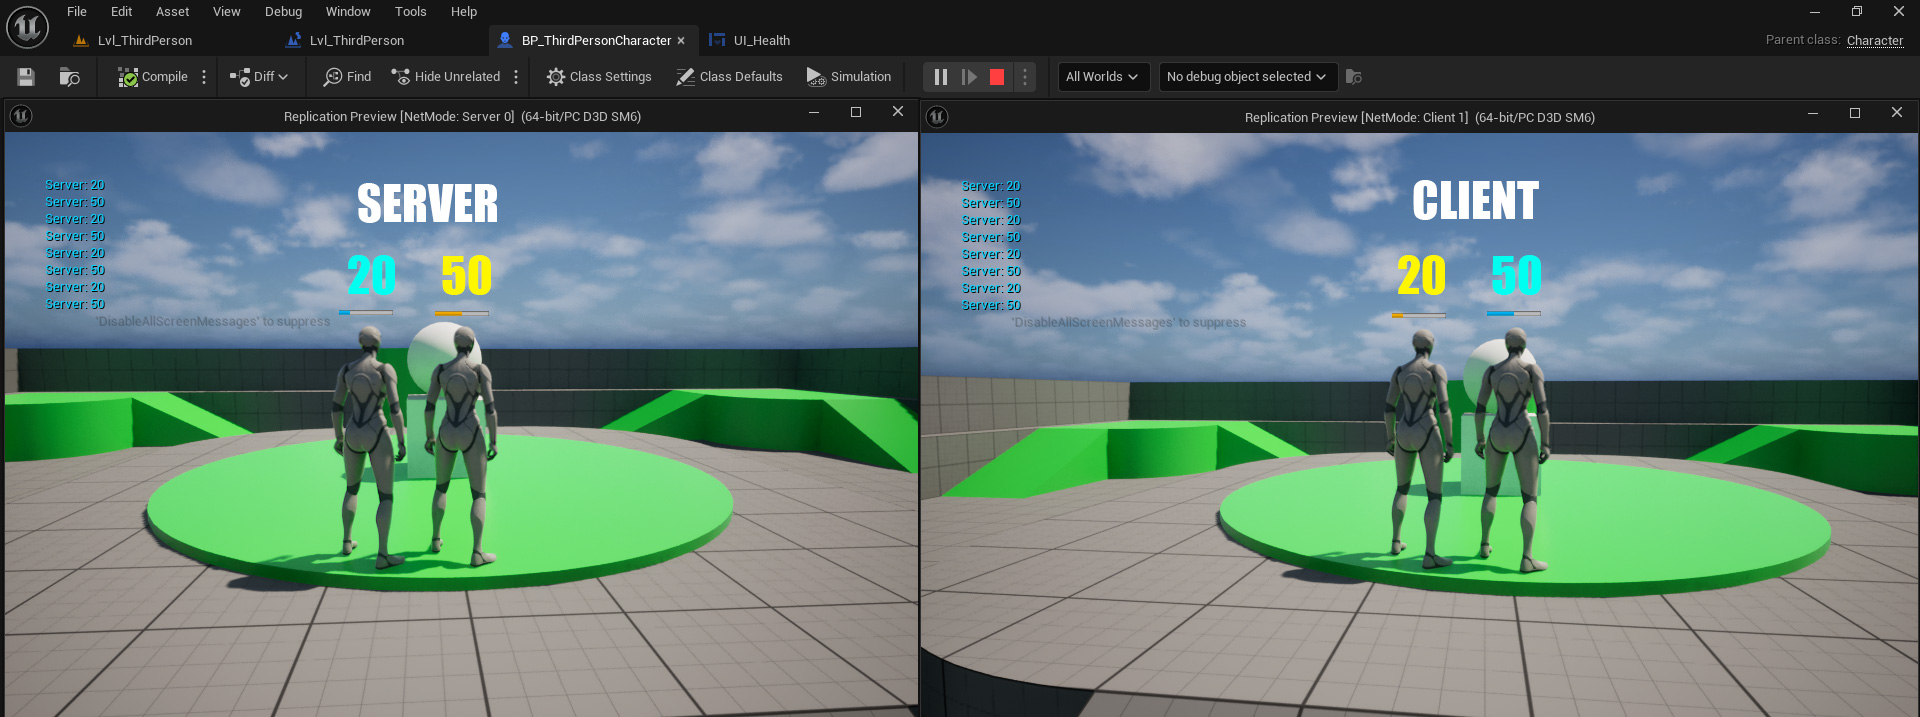 File Edit Asset View Debug Window Tools Help
Lvl_ThirdPerson Lvl_ThirdPerson BP_ThirdPersonCharacter UI_Health Parent class: Character
Compile Diff Find Hide Unrelated Class Settings Class Defaults Simulation All Worlds No debug object selected
Replication Preview [NetMode: Server 0] (64-bit/PC D3D SM6)
Server: 20
Server: 50
Server: 20
Server: 50
Server: 20
Server: 50
Server: 20
Server: 50
'DisableAllScreenMessages' to suppress
SERVER
20 50
Replication Preview [NetMode: Client 1] (64-bit/PC D3D SM6)
Server: 20
Server: 50
Server: 20
Server: 50
Server: 20
Server: 50
Server: 20
Server: 50
'DisableAllScreenMessages' to suppress
CLIENT
20 50